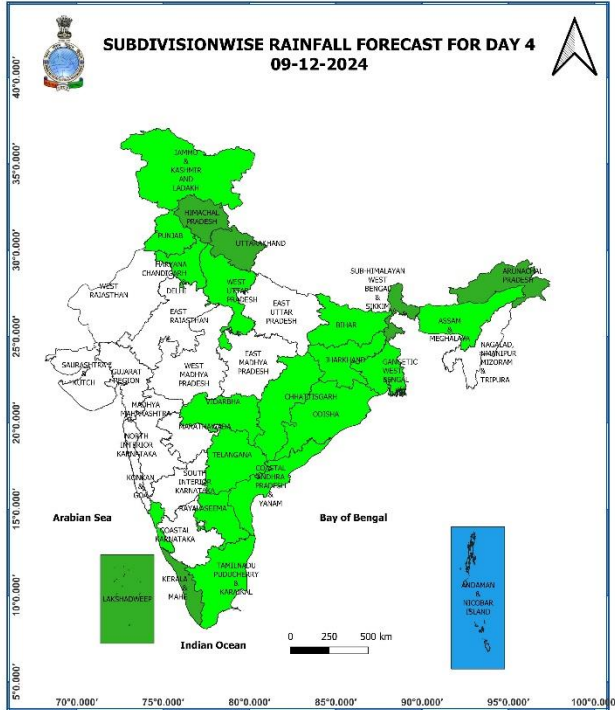 SUBDIVISIONWISE RAINFALL FORECAST FOR DAY 4
09-12-2024
40°0.000'
35°0.000'
30°0.000'
25°0.000'
20°0.000'
15°0.000'
10°0.000'
5°0.000'
JAMMU
&
KASHMIR
AND
LADAKH
HIMACHAL
PRADESH
PUNJAB
UTTARAKHAND
HARYANA
CHANDIGARH
&
DELHI
WEST
UTTAR
PRADESH
WEST
RAJASTHAN
EAST
RAJASTHAN
EAST
UTTAR
PRADESH
SUB-HIMALAYAN
WEST
BENGAL
&
SIKKIM
ARUNACHAL
PRADESH
ASSAM
&
MEGHALAYA
NAGALAD,
MANIPUR
MIZORAM
&
TRIPURA
BIHAR
JHARKHAND
GANGETIC
WEST
BENGAL
SAURASHTRA
&
KUTCH
GUJARAT
REGION
WEST
MADHYA
PRADESH
EAST
MADHYA
PRADESH
CHHATTISGARH
ODISHA
VIDARBHA
MADHYA
MAHARASHTRA
MARATHWADA
NORTH
INTERIOR
KARNATAKA
TELANGANA
COASTAL
ANDHRA
PRADESH
&
YANAM
KONKAN
&
GOA
SOUTH
INTERIOR
KARNATAKA
RAYALASEEMA
COASTAL
KARNATAKA
Arabian Sea
Bay of Bengal
TAMILNADU
PUDUCHERRY
&
KARAIKAL
KERALA
&
MAHE
LAKSHADWEEP
ANDAMAN
&
NICOBAR
ISLAND
Indian Ocean
0 250 500 km
70°0.000' 75°0.000' 80°0.000' 85°0.000' 90°0.000' 95°0.000' 100°0.000'